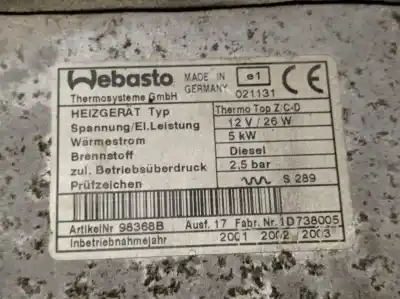 Webasto
MADE IN
GERMANY
e1
021131
CE
Thermosysteme GmbH
HEIZGERÄT Typ Thermo Top Z/C-D
Spannung/El.Leistung 12 V / 26 W
Wärmestrom 5 kW
Brennstoff Diesel
zul. Betriebsüberdruck 2,5 bar
Prüfzeichen S 289
ArtikelNr 98368B Ausf. 17 Fabr. Nr. 1D738005
Inbetriebnahmejahr 2001 2002 2003